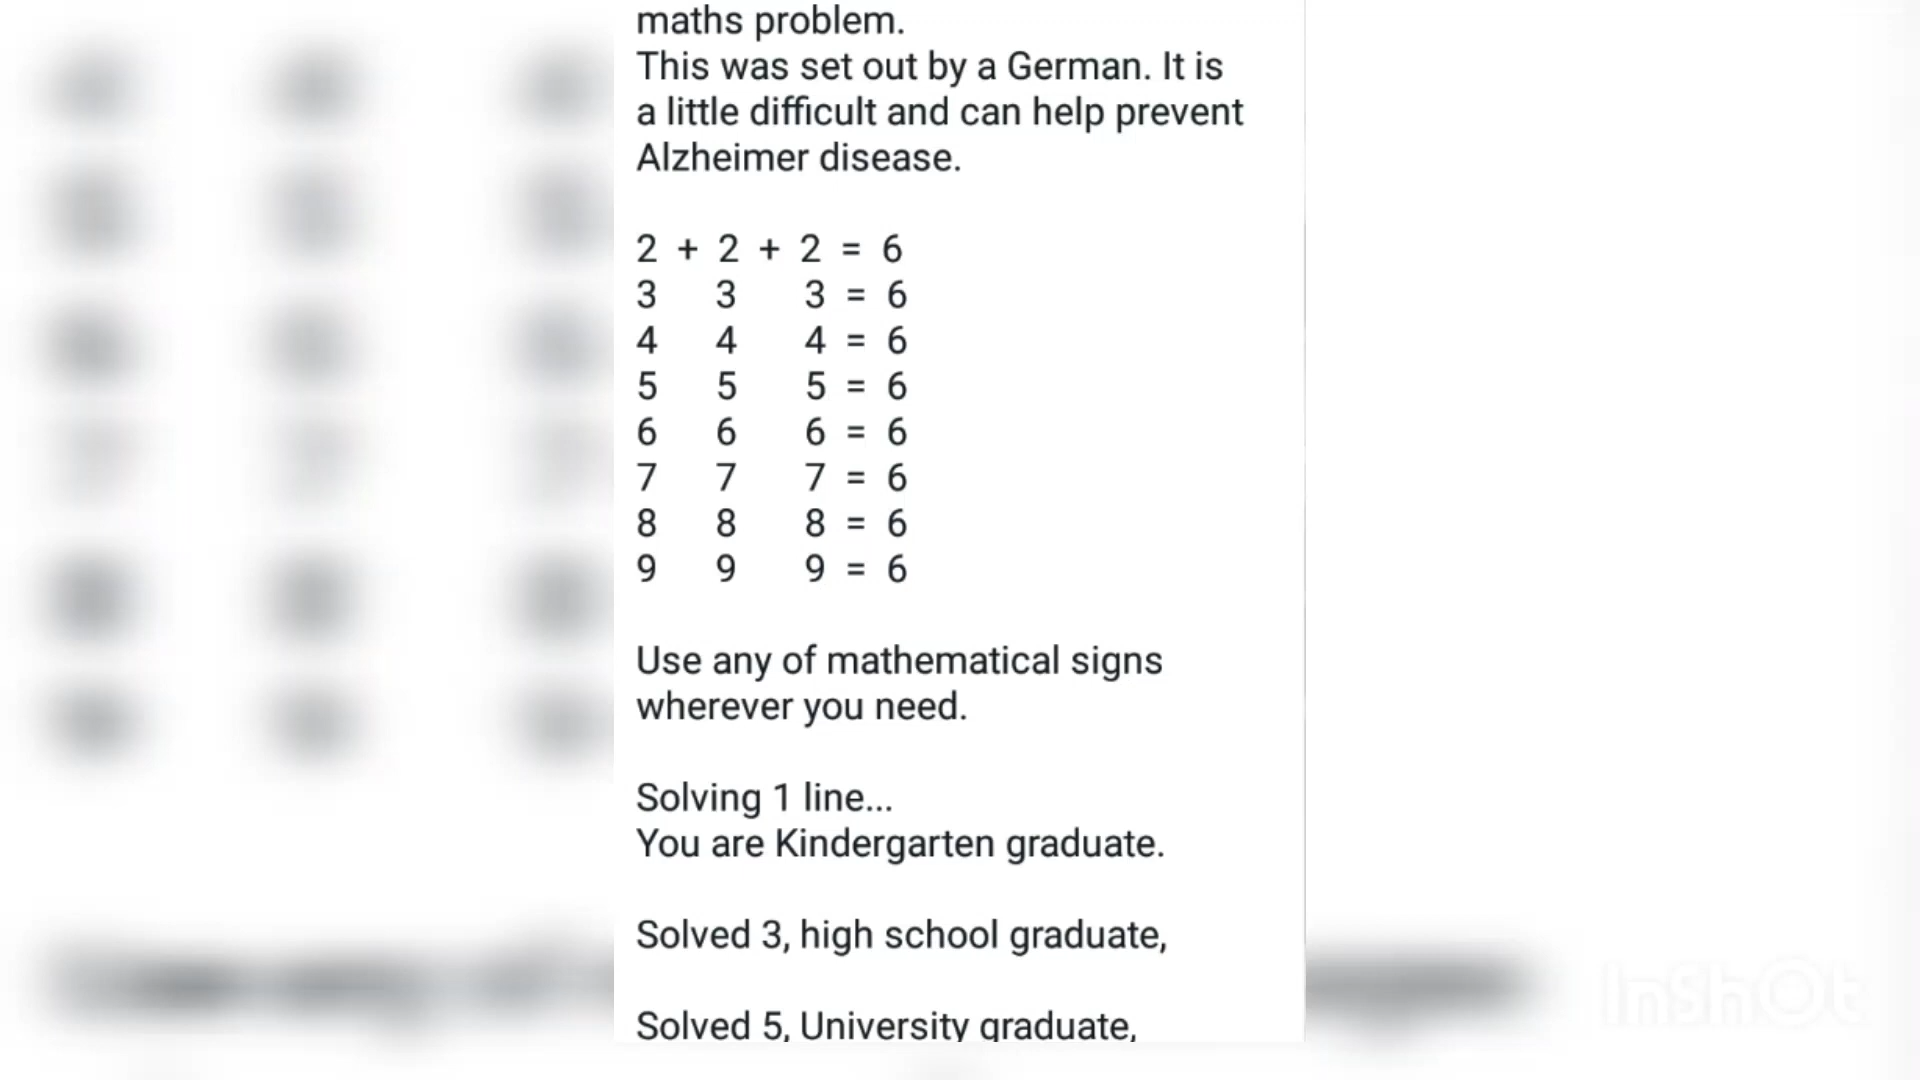 maths problem.
This was set out by a German. It is
a little difficult and can help prevent
Alzheimer disease.
2 + 2 + 2 = 6
3 3 3 = 6
4 4 4 = 6
5 5 5 = 6
6 6 6 = 6
7 7 7 = 6
8 8 8 = 6
9 9 9 = 6
Use any of mathematical signs
wherever you need.
Solving 1 line...
You are Kindergarten graduate.
Solved 3, high school graduate,
Solved 5, University graduate,
InShOt